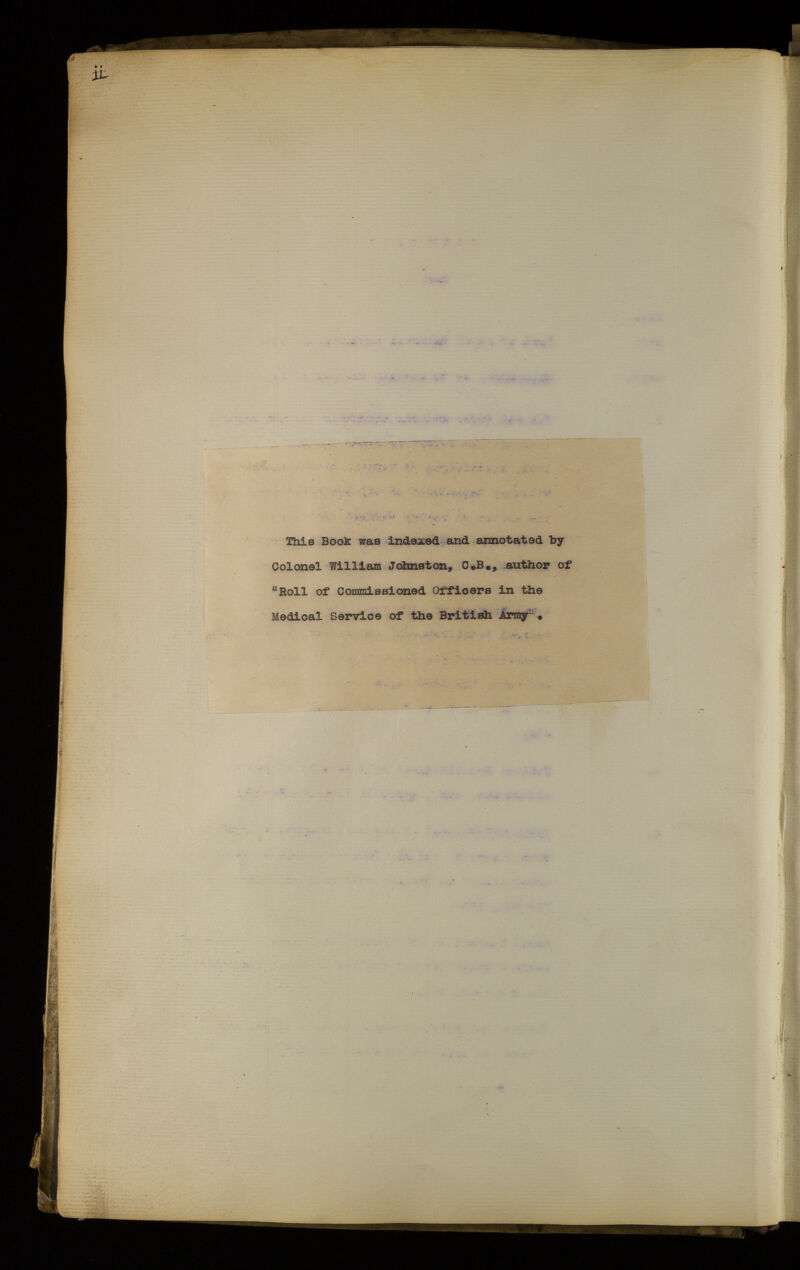 ii
This Book was indexed and annotated by
Colonel William Johnston, C.B., author of
"Roll of Commissioned Officers in the
Medical Service of the British Army".